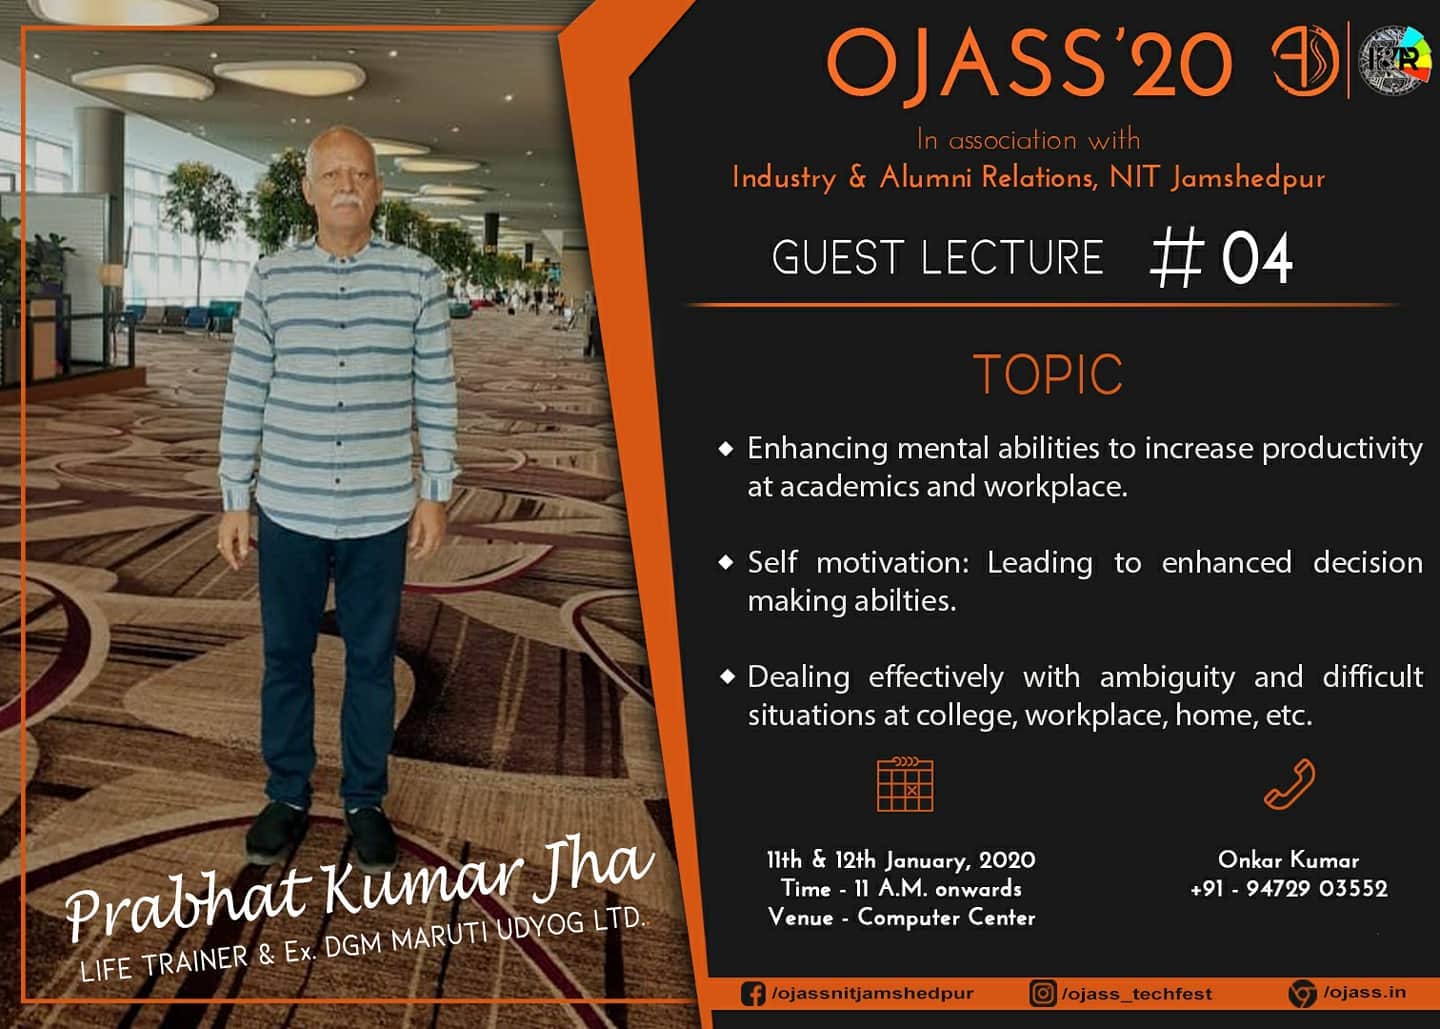 OJASS'20
In association with
Industry & Alumni Relations, NIT Jamshedpur
GUEST LECTURE # 04
TOPIC
Enhancing mental abilities to increase productivity
at academics and workplace.
Self motivation: Leading to enhanced decision
making abilties.
Dealing effectively with ambiguity and difficult
situations at college, workplace, home, etc.
11th & 12th January, 2020
Time - 11 A.M. onwards
Venue - Computer Center
Onkar Kumar
+91 - 94729 03552
Prabhat Kumar Jha
LIFE TRAINER & Ex. DGM MARUTI UDYOG LTD.
/ojassnitjamshedpur
/ojass_techfest
/ojass.in